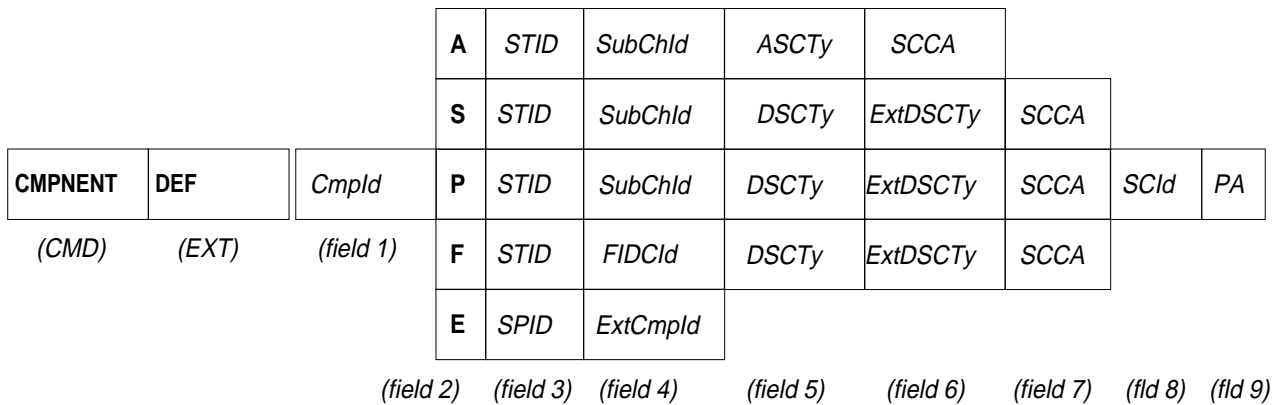 A STID SubChId ASCTy SCCA
S STID SubChId DSCTy ExtDSCTy SCCA
CMPNENT DEF CmpId P STID SubChId DSCTy ExtDSCTy SCCA SCId PA
(CMD) (EXT) (field 1) F STID FIDCId DSCTy ExtDSCTy SCCA
E SPID ExtCmpId
(field 2) (field 3) (field 4) (field 5) (field 6) (field 7) (fld 8) (fld 9)